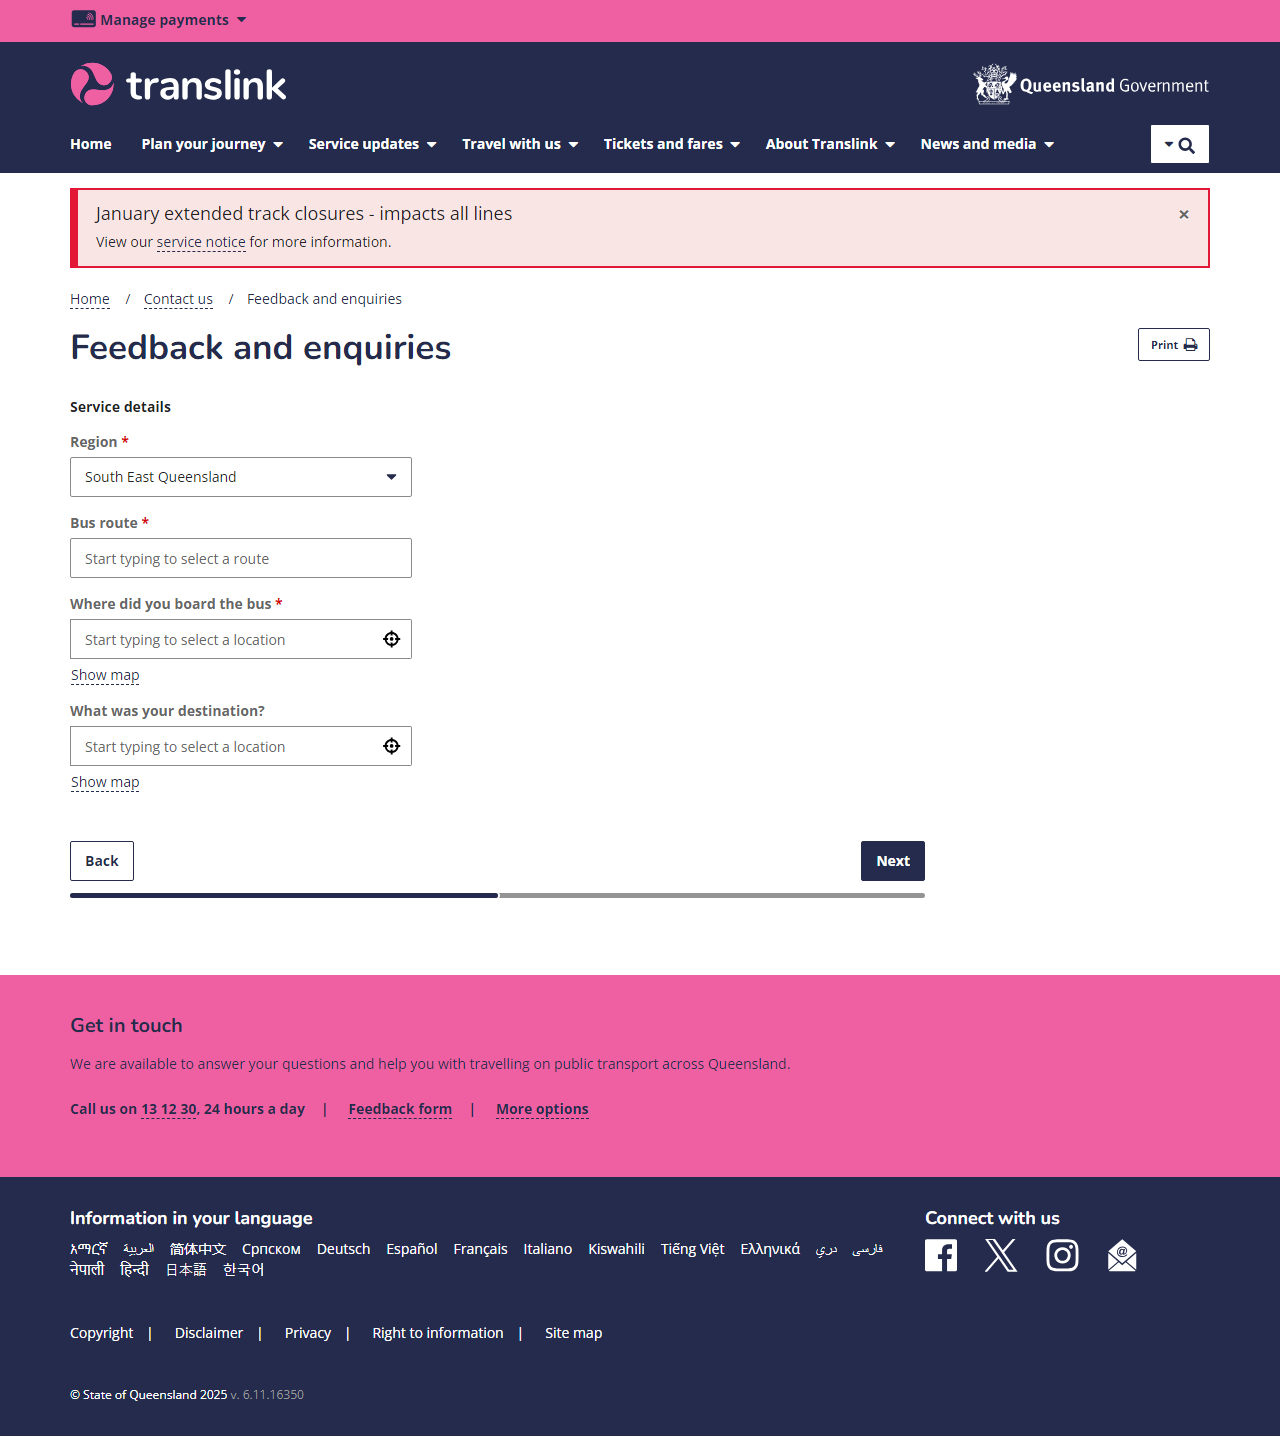 Manage payments
translink
Queensland Government
Home Plan your journey Service updates Travel with us Tickets and fares About Translink News and media
January extended track closures - impacts all lines ×
View our service notice for more information.
Home / Contact us / Feedback and enquiries
Feedback and enquiries
Print
Service details
Region *
South East Queensland
Bus route *
Start typing to select a route
Where did you board the bus *
Start typing to select a location
Show map
What was your destination?
Start typing to select a location
Show map
Back Next
Get in touch
We are available to answer your questions and help you with travelling on public transport across Queensland.
Call us on 13 12 30, 24 hours a day | Feedback form | More options
Information in your language
አማርኛ العربية 简体中文 Српском Deutsch Español Français Italiano Kiswahili Tiếng Việt Ελληνικά دري فارسی
नेपाली हिन्दी 日本語 한국어
Connect with us
Copyright | Disclaimer | Privacy | Right to information | Site map
© State of Queensland 2025 v. 6.11.16350